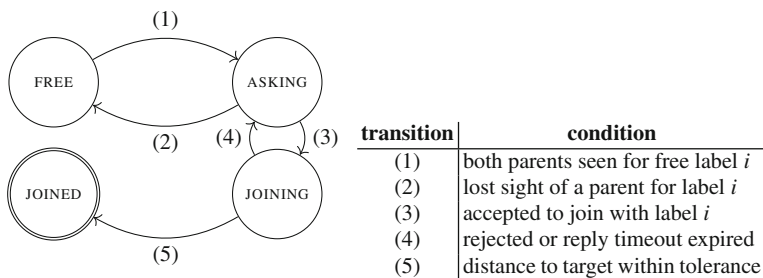 (1)
FREE
ASKING
(2)
(4)
(3)
JOINED
JOINING
(5)
transition condition
(1) both parents seen for free label i
(2) lost sight of a parent for label i
(3) accepted to join with label i
(4) rejected or reply timeout expired
(5) distance to target within tolerance